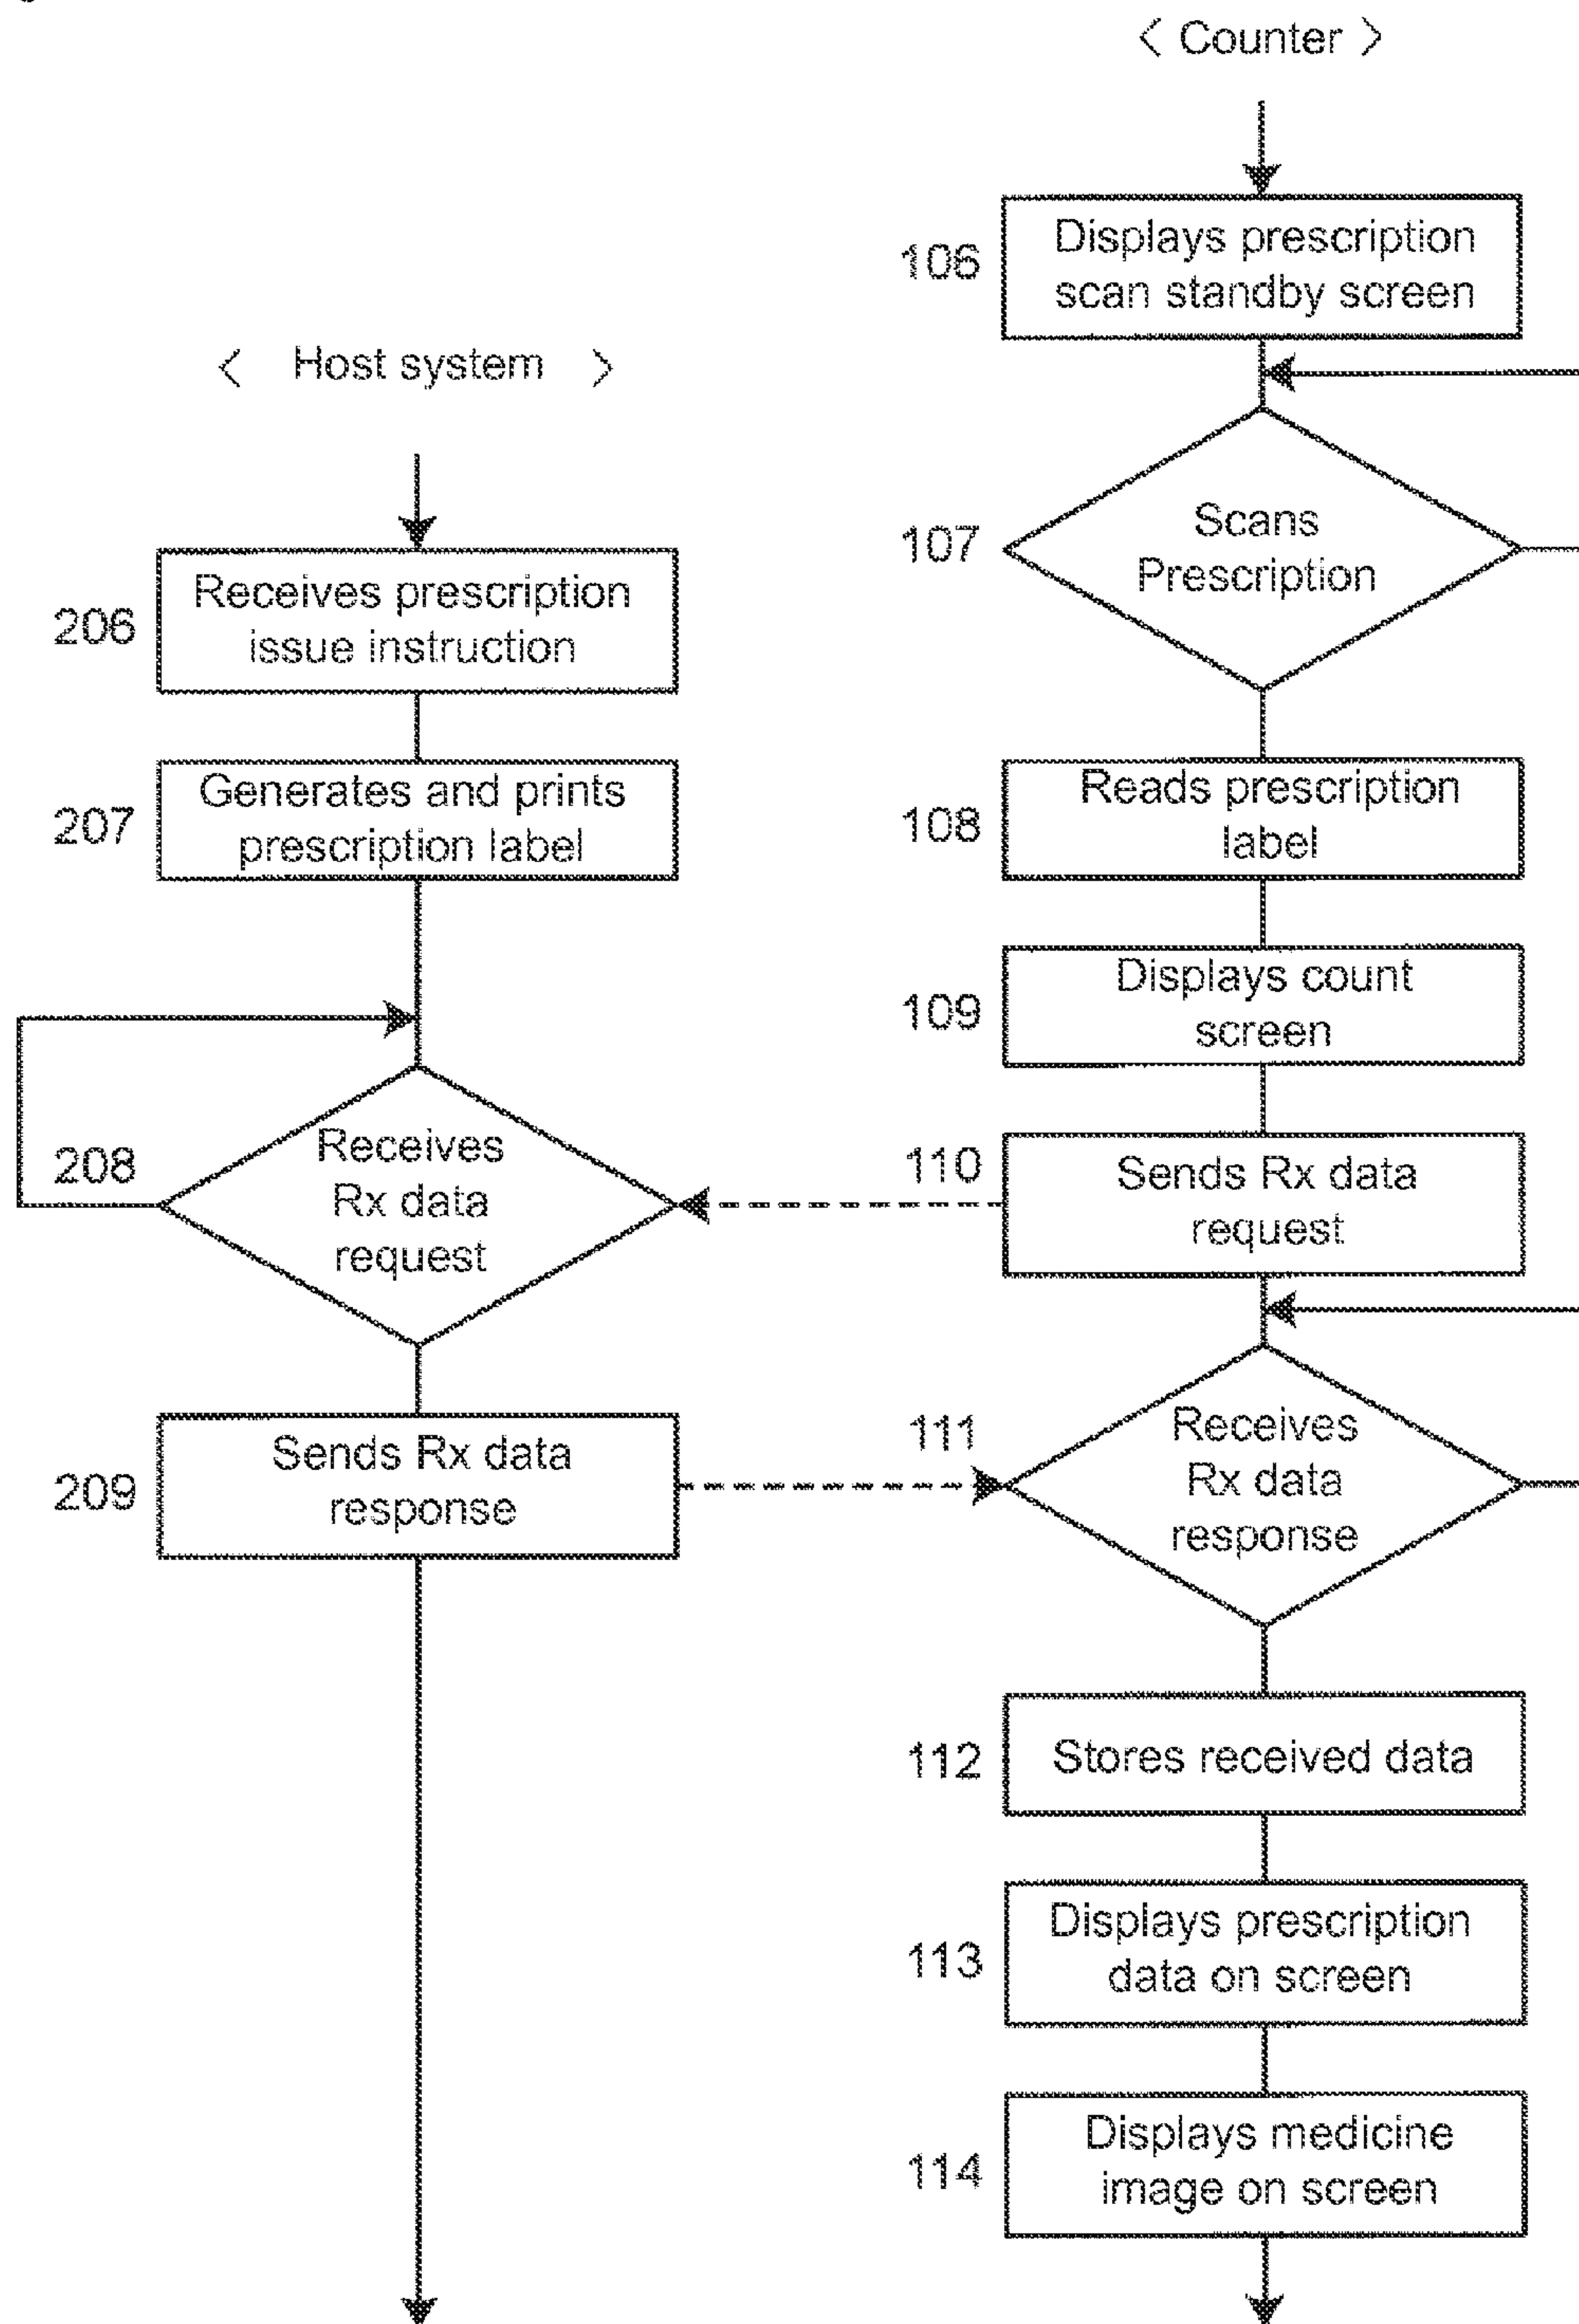 < Counter >
106
Displays prescription
scan standby screen
< Host system >
107
Scans
Prescription
206
Receives prescription
issue instruction
207
Generates and prints
prescription label
108
Reads prescription
label
109
Displays count
screen
208
Receives
Rx data
request
110
Sends Rx data
request
209
Sends Rx data
response
111
Receives
Rx data
response
112
Stores received data
113
Displays prescription
data on screen
114
Displays medicine
image on screen